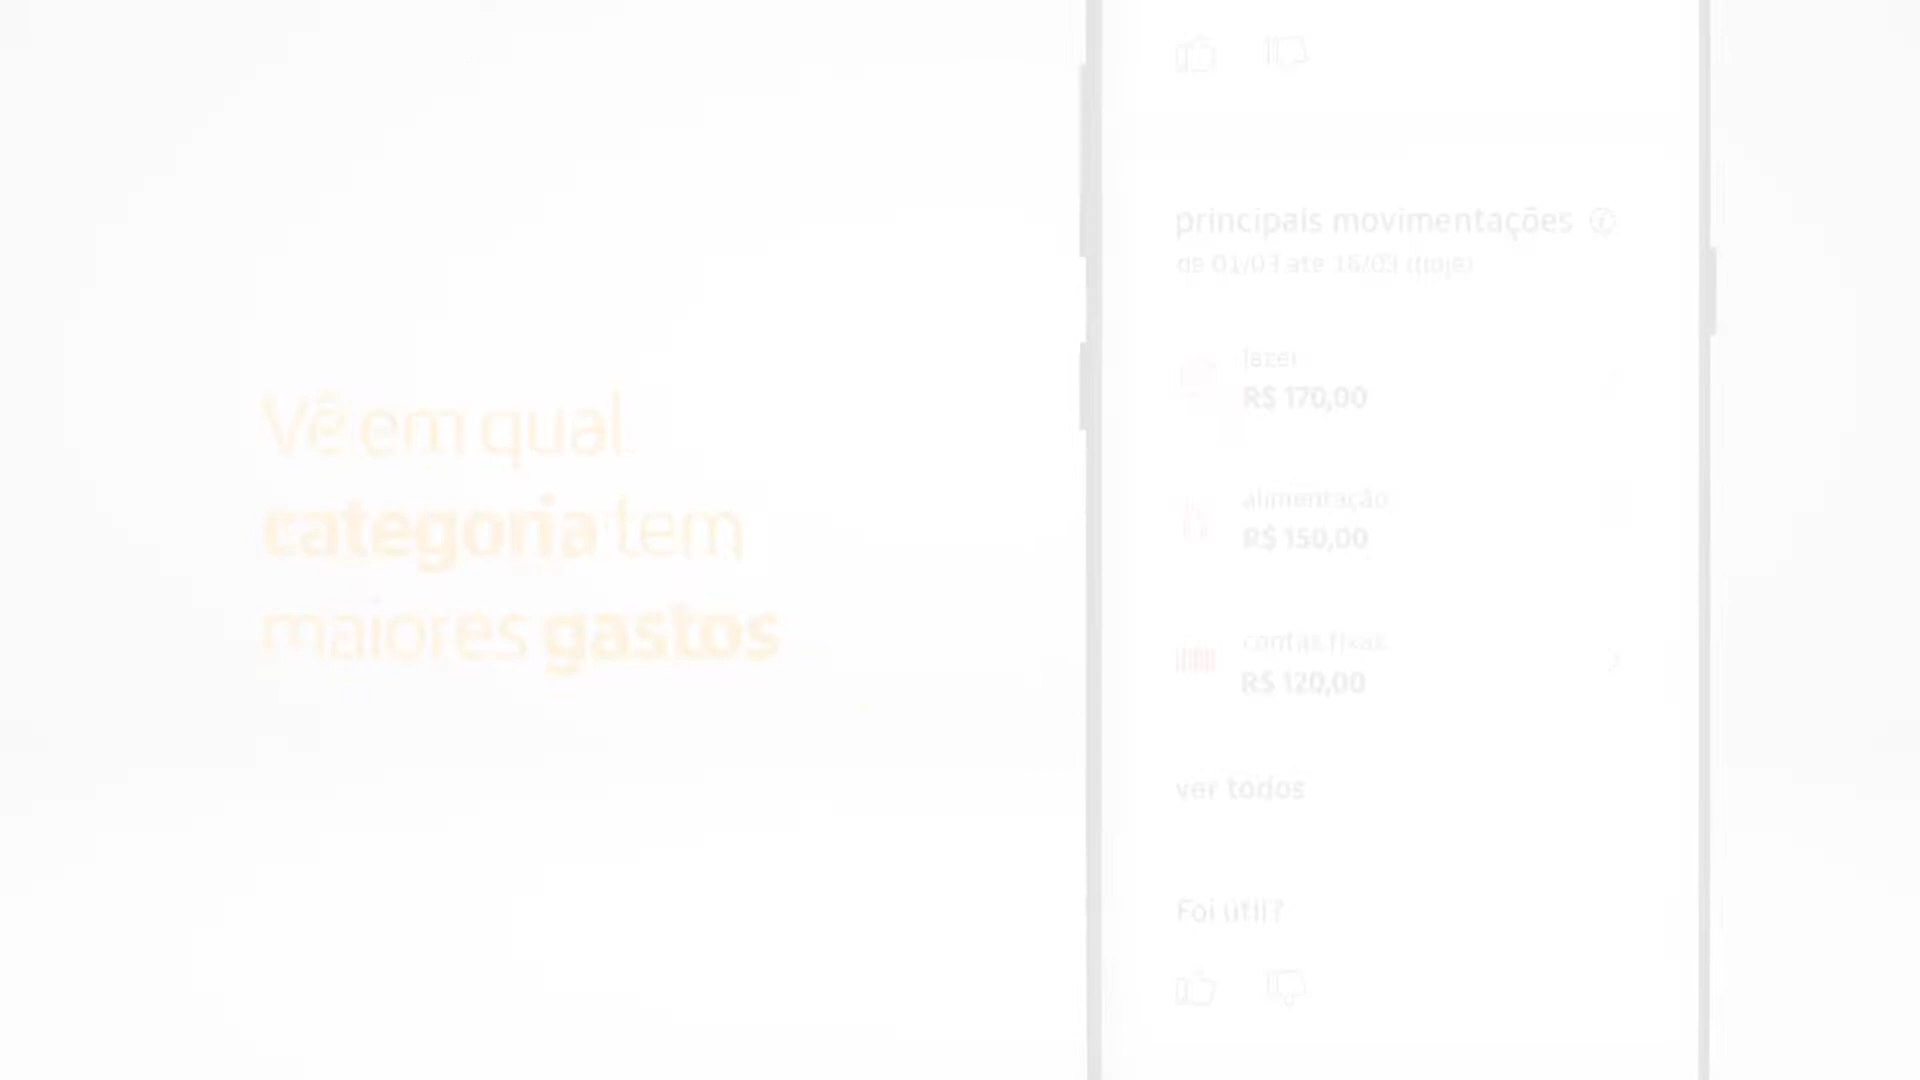 Vê em qual
categoria tem
maiores gastos
principais movimentações
de 01/03 até 16/03 (hoje)
lazer
R$ 170,00
alimentação
R$ 150,00
contas fixas
R$ 120,00
ver todos
Foi útil?